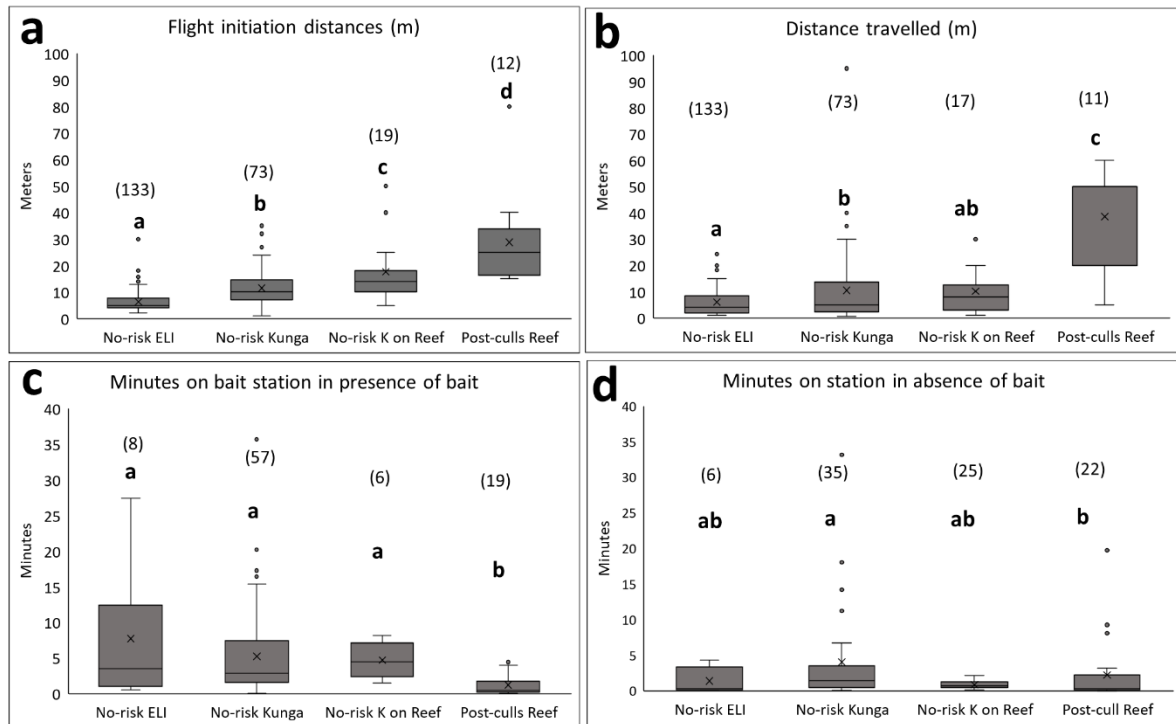 a
Flight initiation distances (m)
Meters
100
90
80
70
60
50
40
30
20
10
0
(133)
a
(73)
b
(19)
c
(12)
d
No-risk ELI
No-risk Kunga
No-risk K on Reef
Post-culls Reef
b
Distance travelled (m)
Meters
100
90
80
70
60
50
40
30
20
10
0
(133)
a
(73)
b
(17)
ab
(11)
c
No-risk ELI
No-risk Kunga
No-risk K on Reef
Post-culls Reef
c
Minutes on bait station in presence of bait
Minutes
40
35
30
25
20
15
10
5
0
(8)
a
(57)
a
(6)
a
(19)
b
No-risk ELI
No-risk Kunga
No-risk K on Reef
Post-culls Reef
d
Minutes on station in absence of bait
Minutes
40
35
30
25
20
15
10
5
0
(6)
ab
(35)
a
(25)
ab
(22)
b
No-risk ELI
No-risk Kunga
No-risk K on Reef
Post-cull Reef